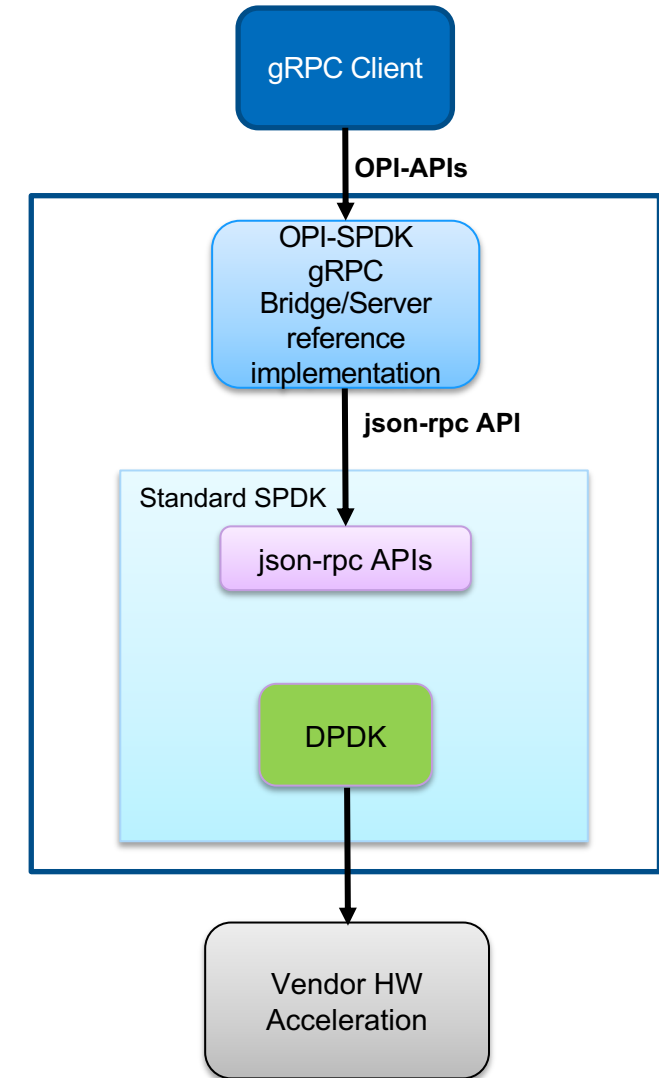 gRPC Client
OPI-APIs
OPI-SPDK
gRPC
Bridge/Server
reference
implementation
json-rpc API
Standard SPDK
json-rpc APIs
DPDK
Vendor HW
Acceleration